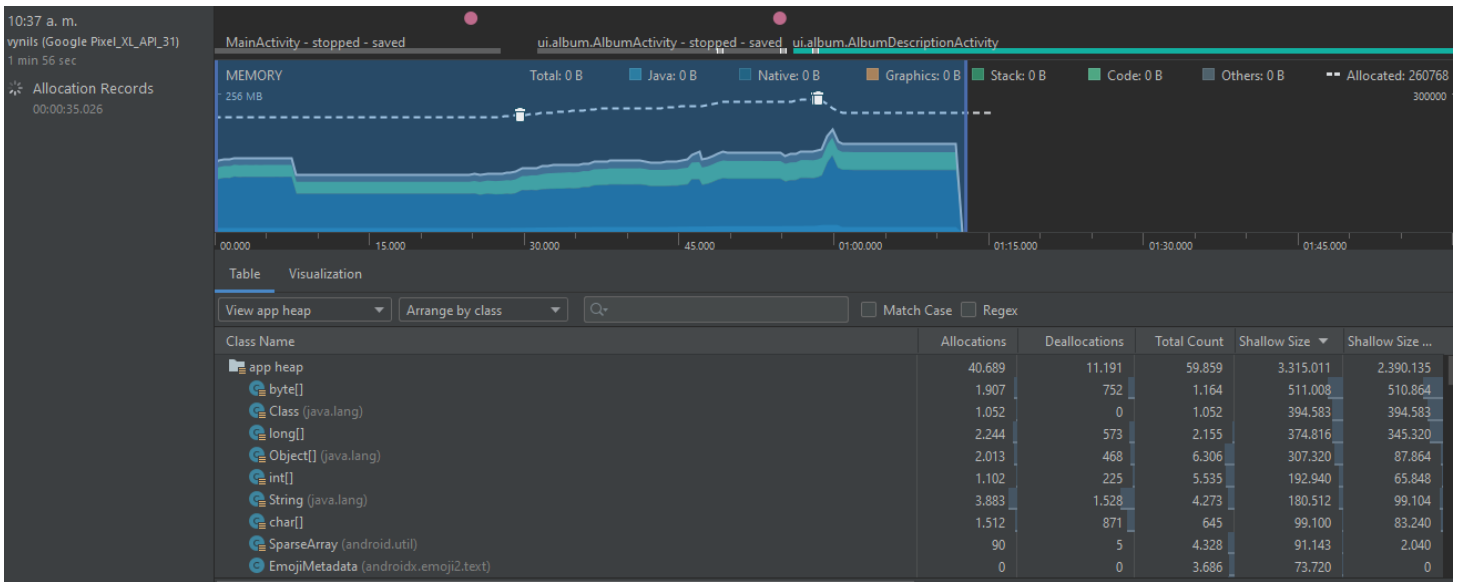 10:37 a. m.
vynils (Google Pixel_XL_API_31)
1 min 56 sec
Allocation Records
00:00:35.026
MainActivity - stopped - saved
ui.album.AlbumActivity - stopped - saved
ui.album.AlbumDescriptionActivity
MEMORY
Total: 0 B
Java: 0 B
Native: 0 B
Graphics: 0 B
Stack: 0 B
Code: 0 B
Others: 0 B
Allocated: 260768
256 MB
300000
00.000
15.000
30.000
45.000
01:00.000
01:15.000
01:30.000
01:45.000
Table Visualization
View app heap Arrange by class Match Case Regex
Class Name Allocations Deallocations Total Count Shallow Size Shallow Size ...
app heap 40.689 11.191 59.859 3.315.011 2.390.135
byte[] 1.907 752 1.164 511.008 510.864
Class (java.lang) 1.052 0 1.052 394.583 394.583
long[] 2.244 573 2.155 374.816 345.320
Object[] (java.lang) 2.013 468 6.306 307.320 87.864
int[] 1.102 225 5.535 192.940 65.848
String (java.lang) 3.883 1.528 4.273 180.512 99.104
char[] 1.512 871 645 99.100 83.240
SparseArray (android.util) 90 5 4.328 91.143 2.040
EmojiMetadata (androidx.emoji2.text) 0 0 3.686 73.720 0